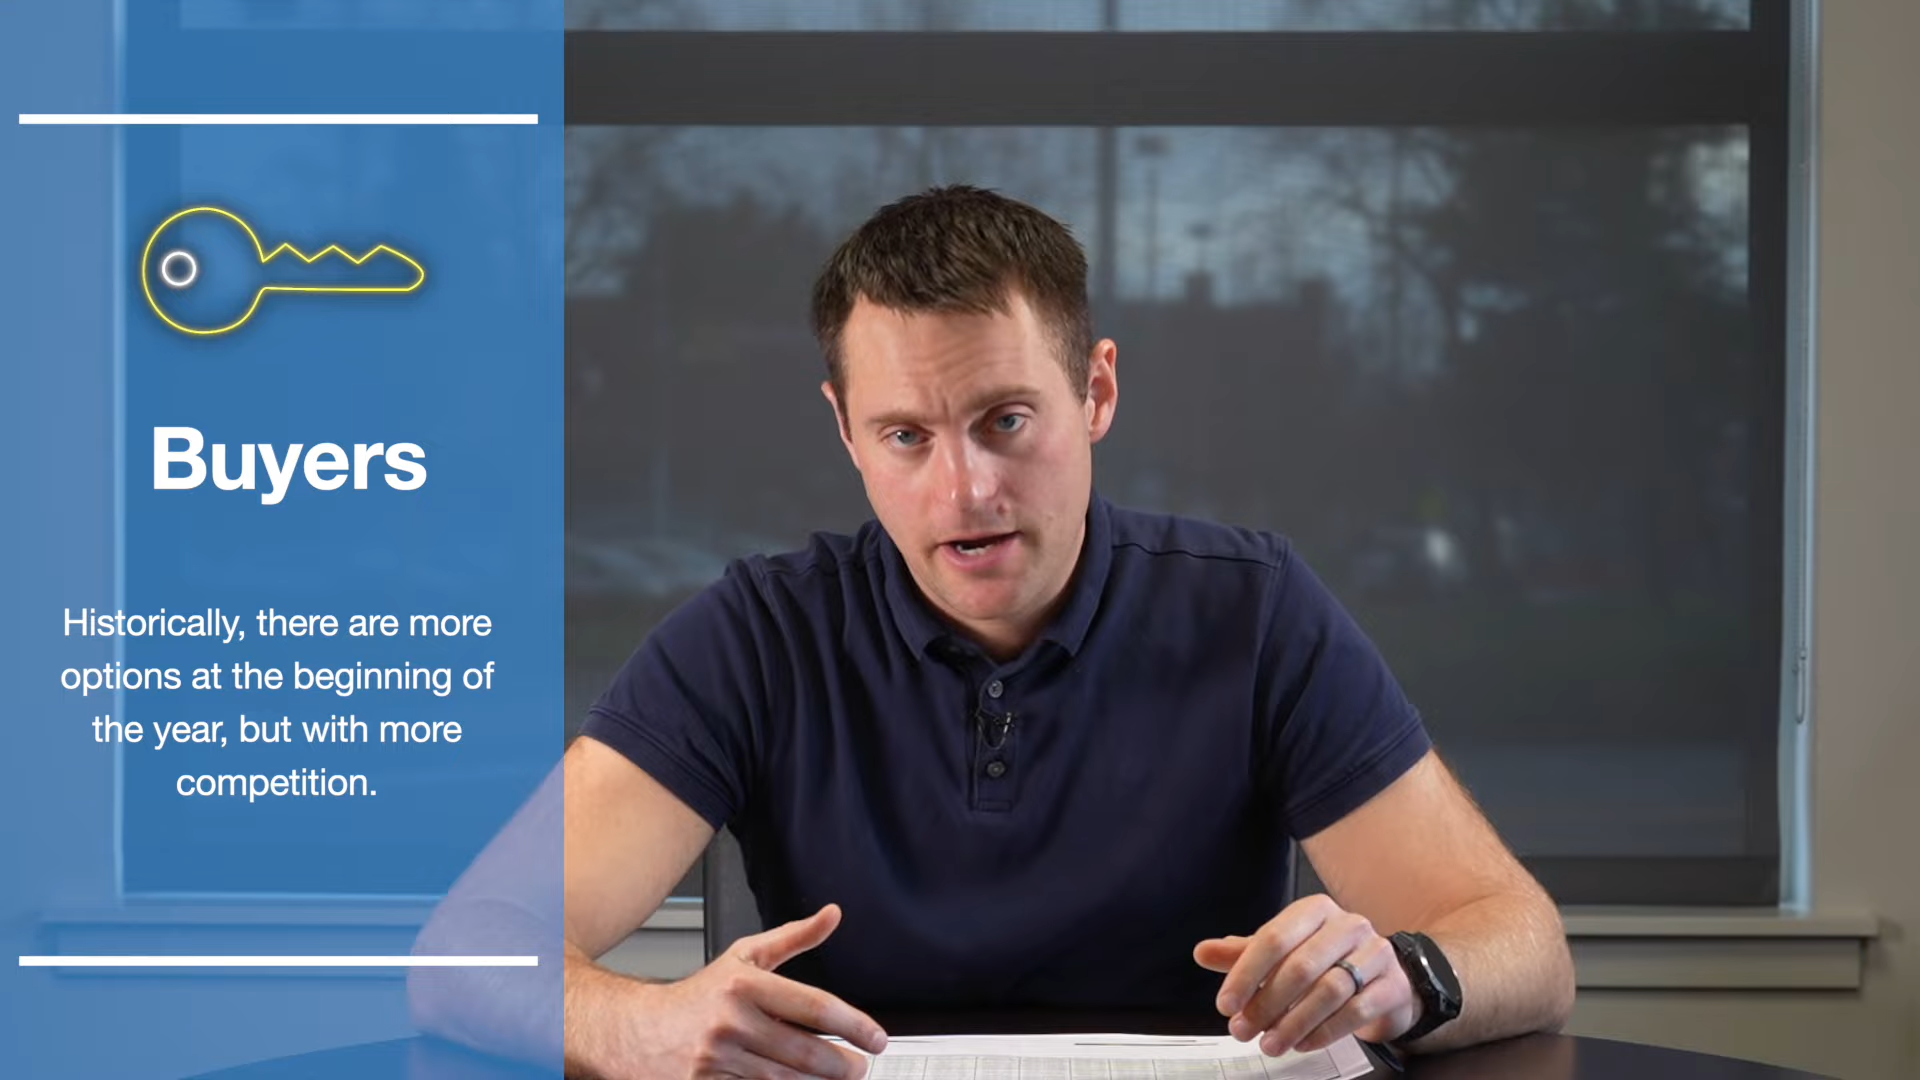 Buyers
Historically, there are more
options at the beginning of
the year, but with more
competition.